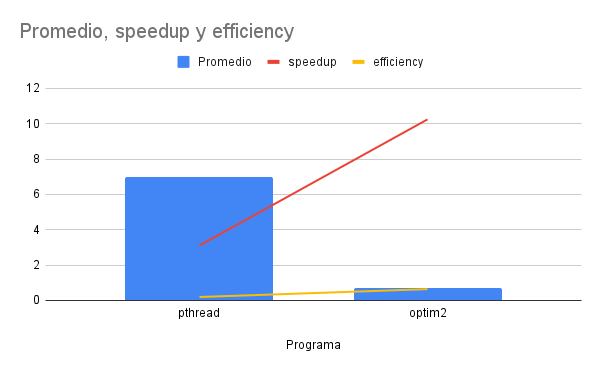 Promedio, speedup y efficiency
Promedio speedup efficiency
12
10
8
6
4
2
0
pthread optim2
Programa